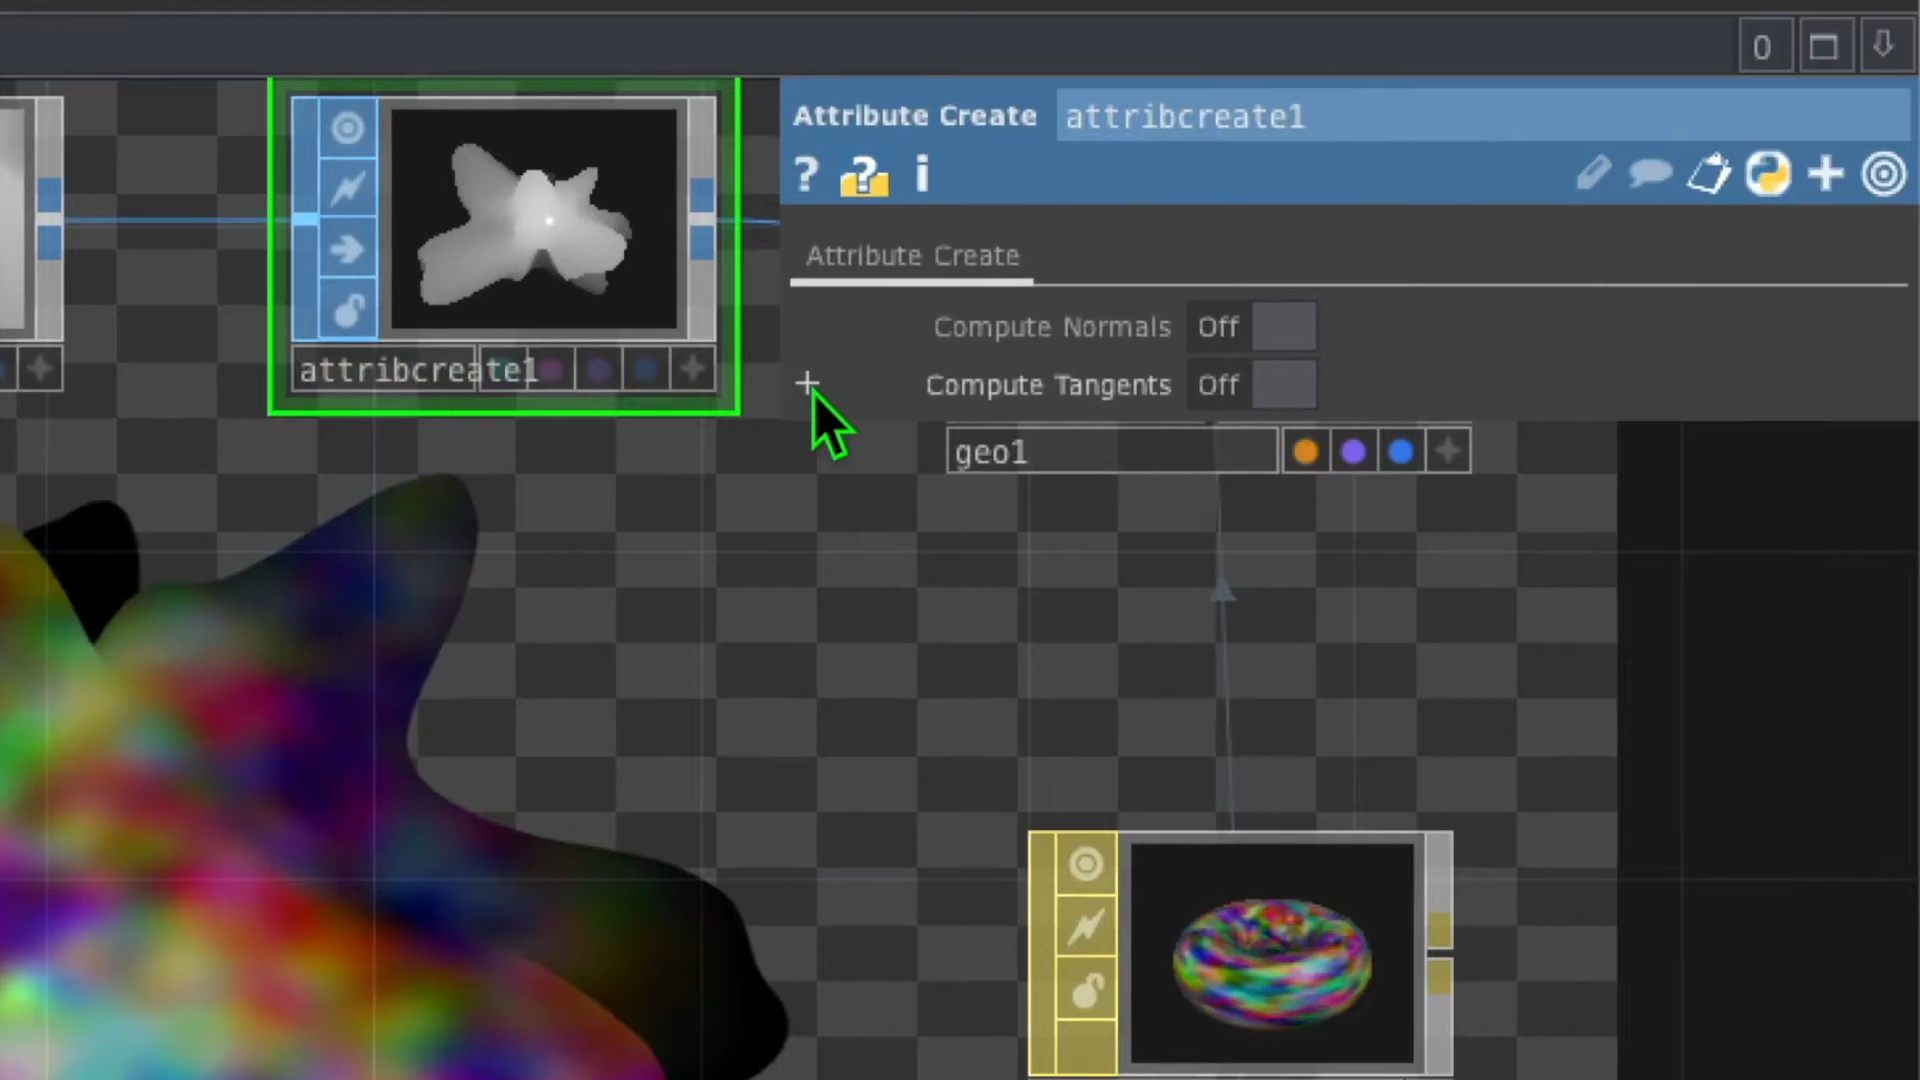 0
Attribute Create attribcreate1
? ? i
Attribute Create
Compute Normals Off
attribcreate1
+ Compute Tangents Off
geo1